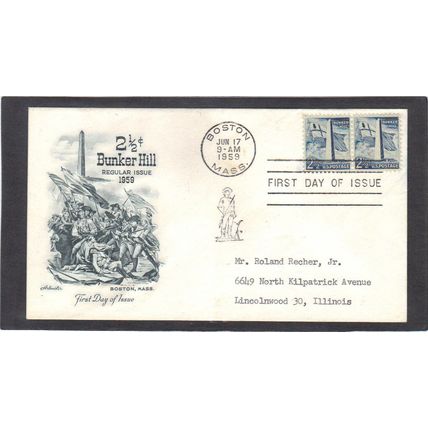 2½¢
Bunker Hill
REGULAR ISSUE
1959
BOSTON, MASS.
First Day of Issue
BOSTON
JUN 17
9-AM
1959
MASS.
FIRST DAY OF ISSUE
BUNKER
2½¢ U.S.POSTAGE
BUNKER
2½¢ U.S.POSTAGE
Mr. Roland Recher, Jr.
6649 North Kilpatrick Avenue
Lincolnwood 30, Illinois